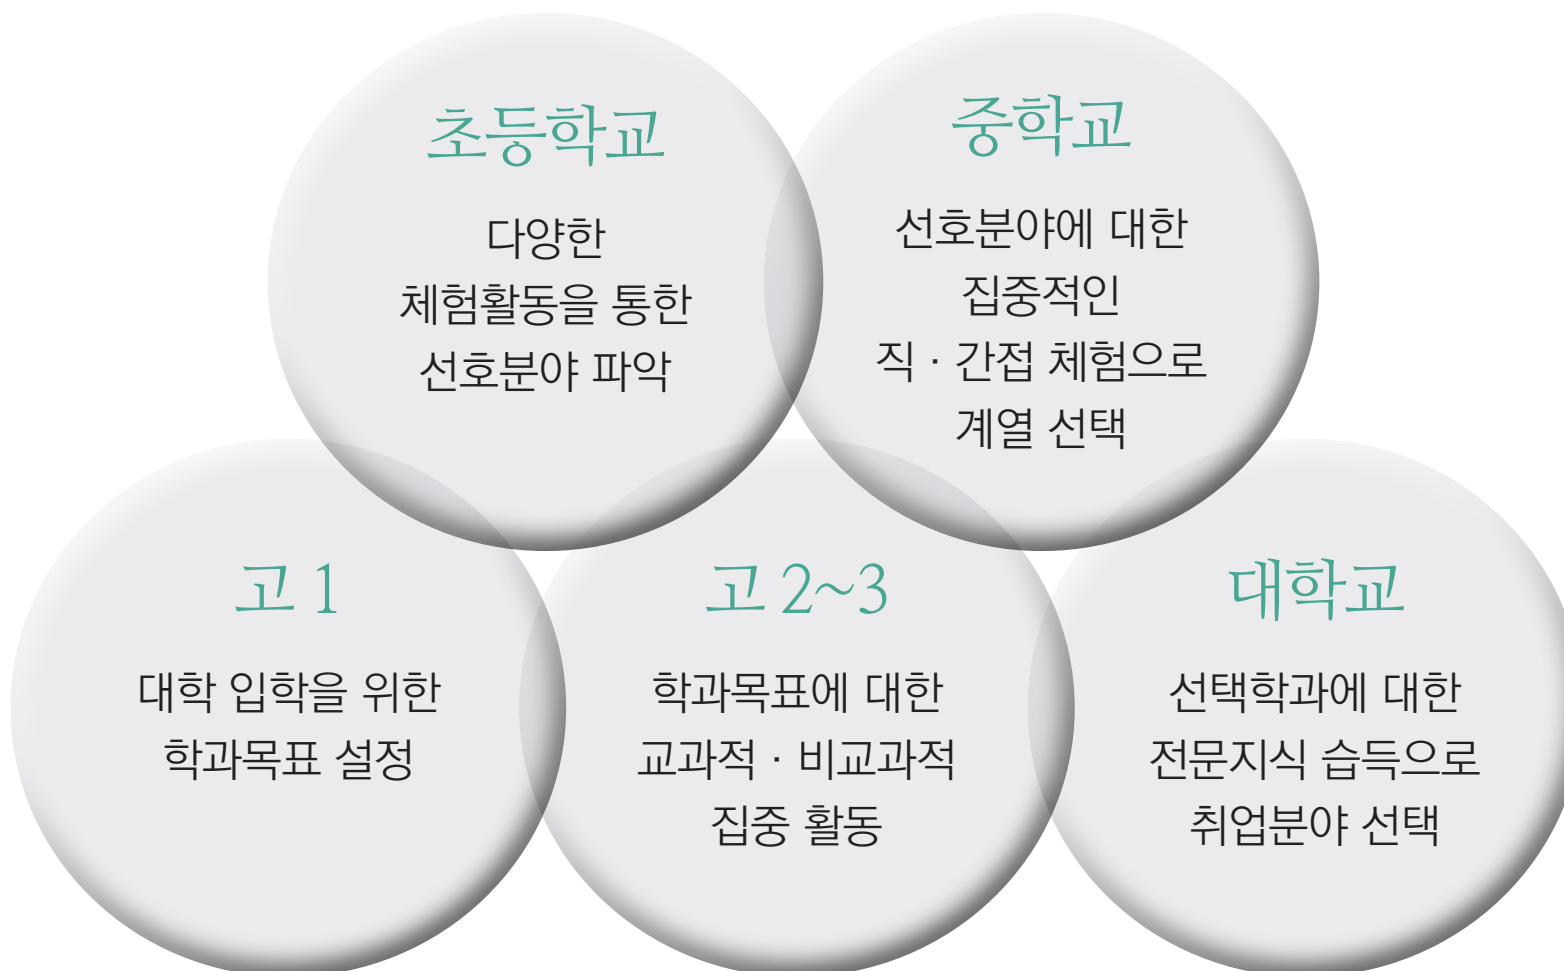 초등학교
다양한
체험활동을 통한
선호분야 파악
중학교
선호분야에 대한
집중적인
직 · 간접 체험으로
계열 선택
고 1
대학 입학을 위한
학과목표 설정
고 2~3
학과목표에 대한
교과적 · 비교과적
집중 활동
대학교
선택학과에 대한
전문지식 습득으로
취업분야 선택